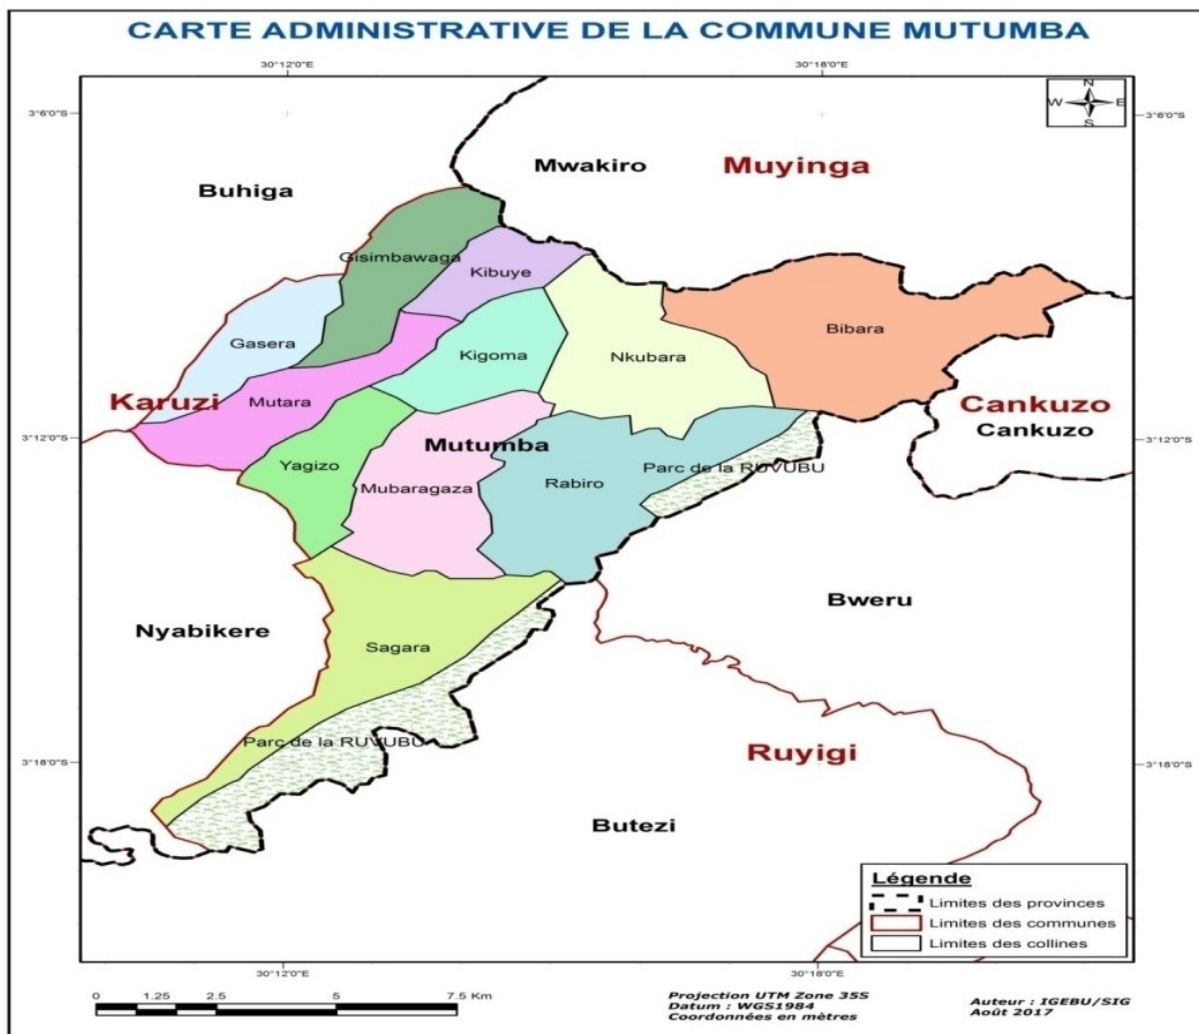 CARTE ADMINISTRATIVE DE LA COMMUNE MUTUMBA
30°12'0"E
30°18'0"E
3°6'0"S
3°6'0"S
N
W
E
S
Mwakiro
Muyinga
Buhiga
Gisimbawaga
Kibuye
Gasera
Kigoma
Nkubara
Bibara
Karuzi
Mutara
Cankuzo
Cankuzo
3°12'0"S
3°12'0"S
Mutumba
Yagizo
Mubaragaza
Rabiro
Parc de la RUVUBU
Bweru
Nyabikere
Sagara
Parc de la RUVUBU
Ruyigi
3°18'0"S
3°18'0"S
Butezi
Légende
Limites des provinces
Limites des communes
Limites des collines
30°12'0"E
30°18'0"E
0 1.25 2.5 5 7.5 Km
Projection UTM Zone 35S
Datum : WGS1984
Coordonnées en mètres
Auteur : IGEBU/SIG
Août 2017